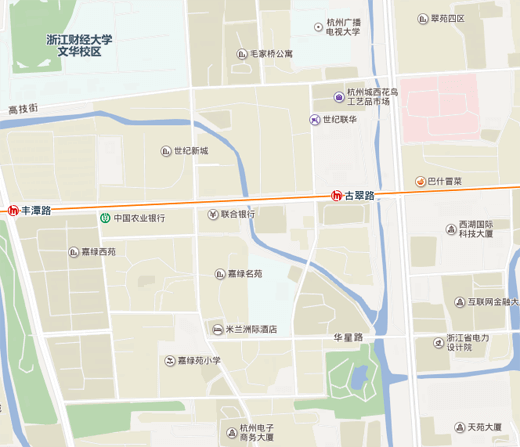 杭州广播
电视大学
翠苑四区
浙江财经大学
文华校区
毛家桥公寓
杭州城西花鸟
工艺品市场
高技街
世纪联华
世纪新城
巴什冒菜
古翠路
丰潭路
中国农业银行
联合银行
西湖国际
科技大厦
嘉绿西苑
嘉绿名苑
互联网金融大
米兰洲际酒店
华星路
浙江省电力
设计院
嘉绿苑小学
杭州电子
商务大厦
天苑大厦